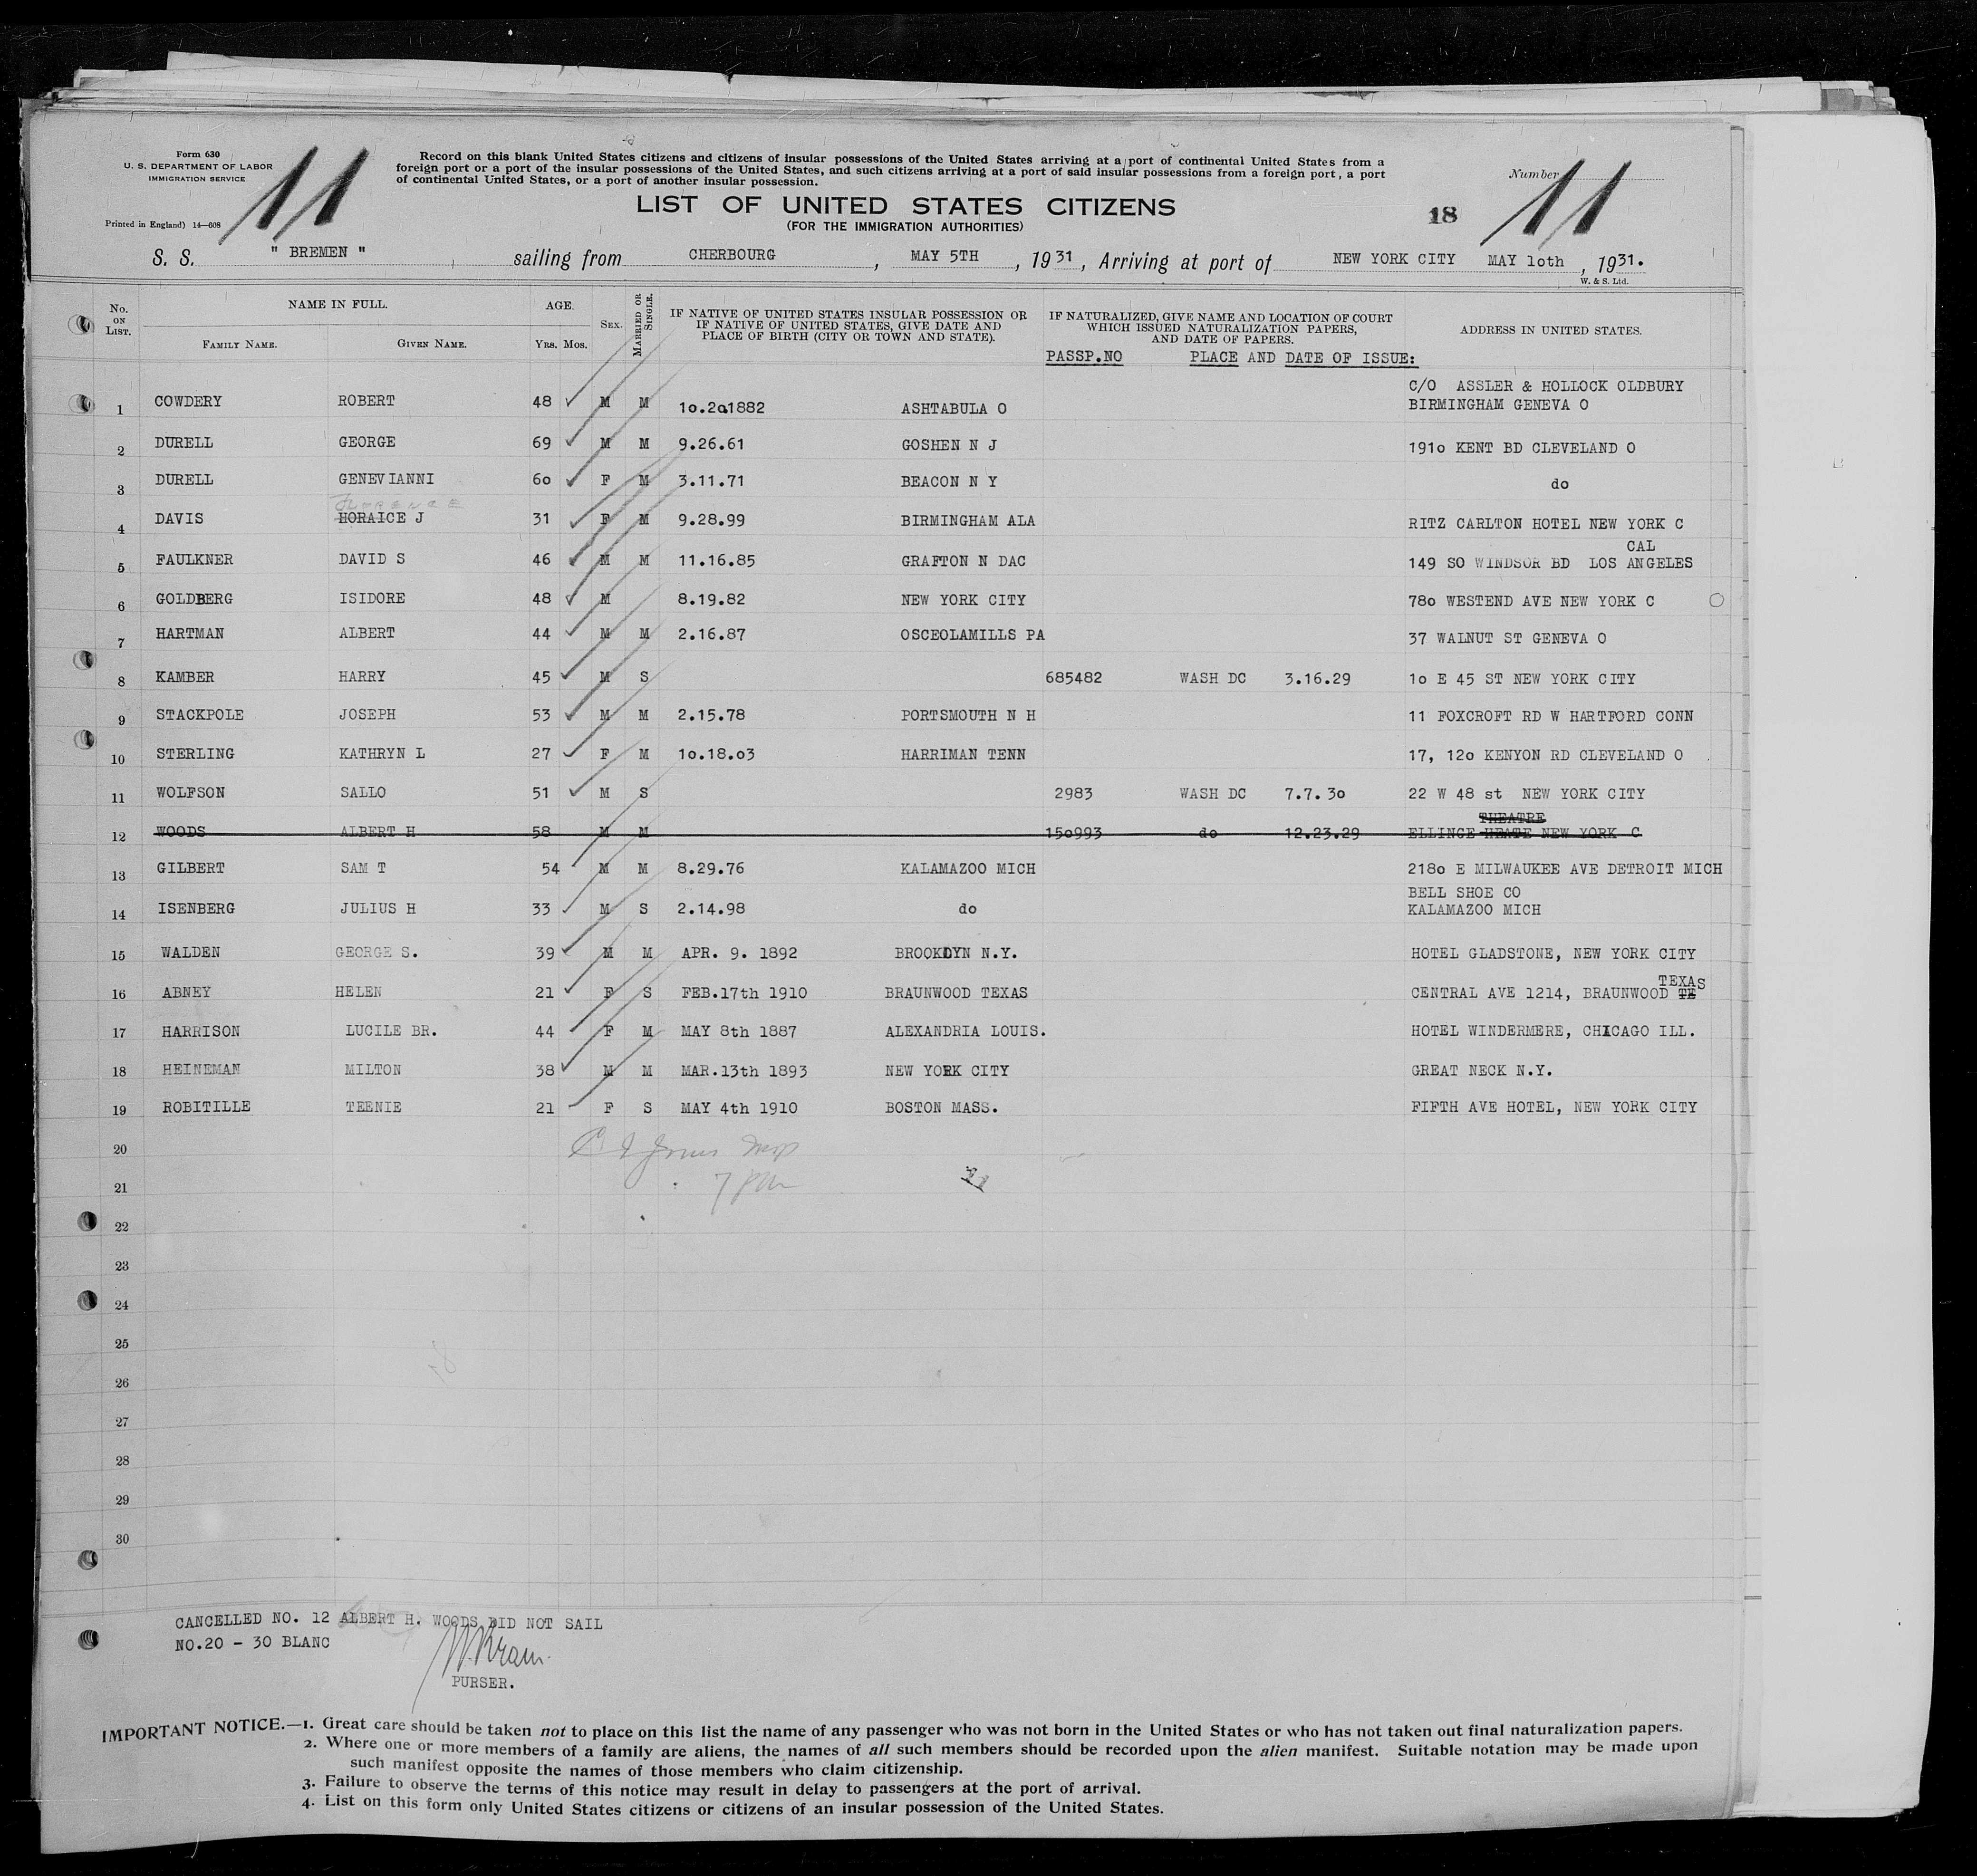 Form 630
U. S. DEPARTMENT OF LABOR
IMMIGRATION SERVICE
Printed in England) 14—608
11
Record on this blank United States citizens and citizens of insular possessions of the United States arriving at a port of continental United States from a
foreign port or a port of the insular possessions of the United States, and such citizens arriving at a port of said insular possessions from a foreign port, a port
of continental United States, or a port of another insular possession.
LIST OF UNITED STATES CITIZENS
(FOR THE IMMIGRATION AUTHORITIES)
Number 11
18
S. S. " BREMEN " sailing from CHERBOURG , MAY 5TH , 1931 , Arriving at port of NEW YORK CITY MAY 1oth , 1931.
W. & S. Ltd.
No. ON LIST. NAME IN FULL. FAMILY NAME. GIVEN NAME. AGE. YRS. MOS. SEX. MARRIED OR SINGLE.
IF NATIVE OF UNITED STATES INSULAR POSSESSION OR
IF NATIVE OF UNITED STATES, GIVE DATE AND
PLACE OF BIRTH (CITY OR TOWN AND STATE).
IF NATURALIZED, GIVE NAME AND LOCATION OF COURT
WHICH ISSUED NATURALIZATION PAPERS,
AND DATE OF PAPERS.
PASSP.NO PLACE AND DATE OF ISSUE:
ADDRESS IN UNITED STATES.
C/O ASSLER & HOLLOCK OLDBURY
1 COWDERY ROBERT 48 M M 1o.2o1882 ASHTABULA O BIRMINGHAM GENEVA O
2 DURELL GEORGE 69 M M 9.26.61 GOSHEN N J 191o KENT BD CLEVELAND O
3 DURELL GENEVIANNI 6o F M 3.11.71 BEACON N Y do
FLORENCE
4 DAVIS HORAICE J 31 F M 9.28.99 BIRMINGHAM ALA RITZ CARLTON HOTEL NEW YORK C
CAL
5 FAULKNER DAVID S 46 M M 11.16.85 GRAFTON N DAC 149 SO WINDSOR BD LOS ANGELES
6 GOLDBERG ISIDORE 48 M 8.19.82 NEW YORK CITY 78o WESTEND AVE NEW YORK C
7 HARTMAN ALBERT 44 M M 2.16.87 OSCEOLAMILLS PA 37 WALNUT ST GENEVA O
8 KAMBER HARRY 45 M S 685482 WASH DC 3.16.29 1o E 45 ST NEW YORK CITY
9 STACKPOLE JOSEPH 53 M M 2.15.78 PORTSMOUTH N H 11 FOXCROFT RD W HARTFORD CONN
10 STERLING KATHRYN L 27 F M 1o.18.o3 HARRIMAN TENN 17, 12o KENYON RD CLEVELAND O
11 WOLFSON SALLO 51 M S 2983 WASH DC 7.7.3o 22 W 48 st NEW YORK CITY
THEATRE
12 WOODS ALBERT H 58 M M 15o993 do 12.23.29 ELLINGE HEATE NEW YORK C
13 GILBERT SAM T 54 M M 8.29.76 KALAMAZOO MICH 218o E MILWAUKEE AVE DETROIT MICH
BELL SHOE CO
14 ISENBERG JULIUS H 33 M S 2.14.98 do KALAMAZOO MICH
15 WALDEN GEORGE S. 39 M M APR. 9. 1892 BROOKLYN N.Y. HOTEL GLADSTONE, NEW YORK CITY
TEXAS
16 ABNEY HELEN 21 F S FEB.17th 1910 BRAUNWOOD TEXAS CENTRAL AVE 1214, BRAUNWOOD TE
17 HARRISON LUCILE BR. 44 F M MAY 8th 1887 ALEXANDRIA LOUIS. HOTEL WINDERMERE, CHICAGO ILL.
18 HEINEMAN MILTON 38 M M MAR.13th 1893 NEW YORK CITY GREAT NECK N.Y.
19 ROBITILLE TEENIE 21 F S MAY 4th 1910 BOSTON MASS. FIFTH AVE HOTEL, NEW YORK CITY
20
21 11
22
23
24
25
26
27
28
29
30
CANCELLED NO. 12 ALBERT H. WOODS DID NOT SAIL
NO.20 - 30 BLANC
PURSER.
IMPORTANT NOTICE.—1. Great care should be taken not to place on this list the name of any passenger who was not born in the United States or who has not taken out final naturalization papers.
2. Where one or more members of a family are aliens, the names of all such members should be recorded upon the alien manifest. Suitable notation may be made upon
such manifest opposite the names of those members who claim citizenship.
3. Failure to observe the terms of this notice may result in delay to passengers at the port of arrival.
4. List on this form only United States citizens or citizens of an insular possession of the United States.